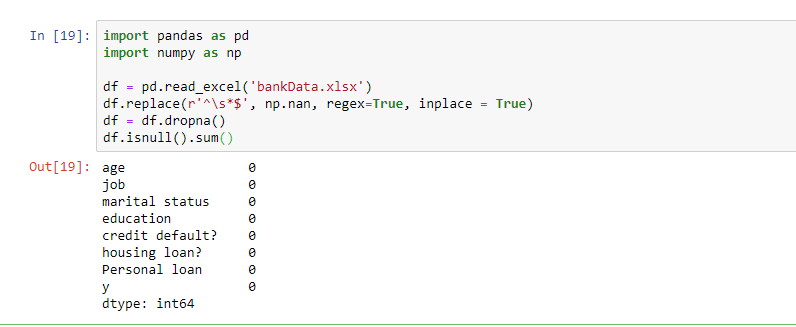 In [19]: import pandas as pd
import numpy as np
df = pd.read_excel('bankData.xlsx')
df.replace(r'^\s*$', np.nan, regex=True, inplace = True)
df = df.dropna()
df.isnull().sum()
Out[19]: age 0
job 0
marital status 0
education 0
credit default? 0
housing loan? 0
Personal loan 0
y 0
dtype: int64